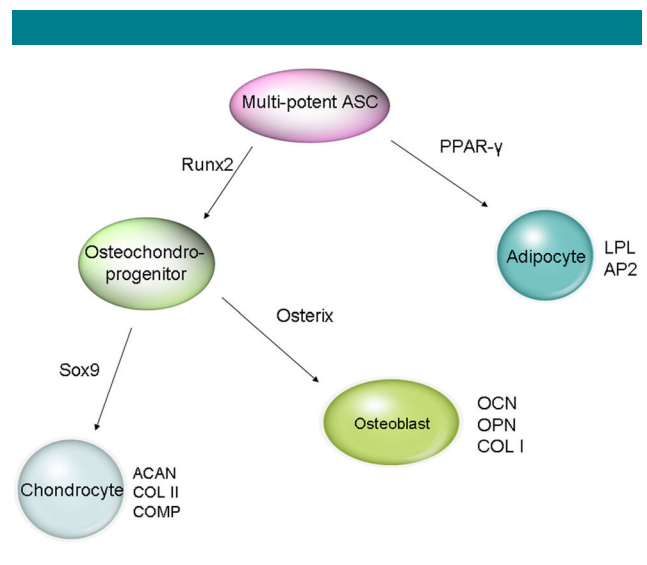 Multi-potent ASC
Runx2
PPAR-γ
Osteochondro-
progenitor
Adipocyte
LPL
AP2
Osterix
Sox9
Osteoblast
OCN
OPN
COL I
Chondrocyte
ACAN
COL II
COMP